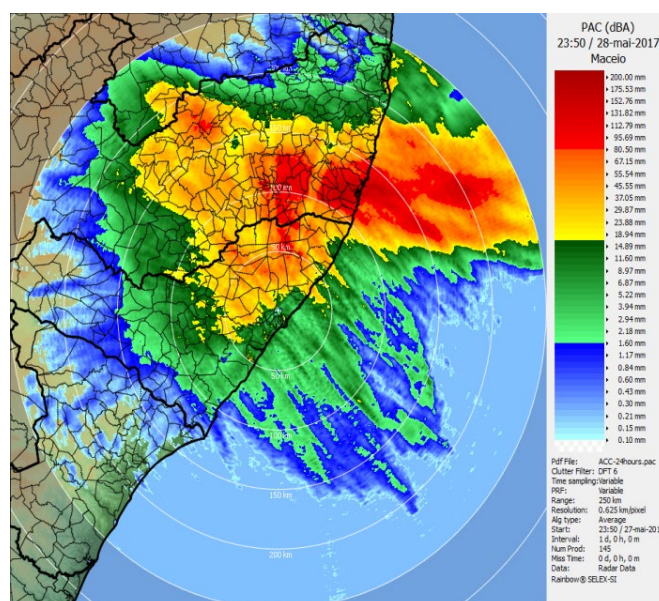 PAC (dBA)
23:50 / 28-mai-2017
Maceio
200.00 mm
175.53 mm
152.76 mm
131.82 mm
112.79 mm
95.69 mm
80.50 mm
67.15 mm
55.54 mm
45.55 mm
37.05 mm
29.87 mm
23.88 mm
18.94 mm
14.89 mm
11.60 mm
8.97 mm
6.87 mm
5.22 mm
3.94 mm
2.94 mm
2.18 mm
1.60 mm
1.17 mm
0.84 mm
0.60 mm
0.43 mm
0.30 mm
0.21 mm
0.15 mm
0.10 mm
Pdf File: ACC-24hours.pac
Clutter Filter: DFT 6
Time sampling:Variable
PRF: Variable
Range: 250 km
Resolution: 0.625 km/pixel
Alg type: Average
Start: 23:50 / 27-mai-201
Interval: 1 d, 0 h, 0 m
Num Prod: 145
Miss Time: 0 d, 0 h, 0 m
Data: Radar Data
Rainbow® SELEX-SI
100 km
50 km
50 km
100 km
150 km
200 km